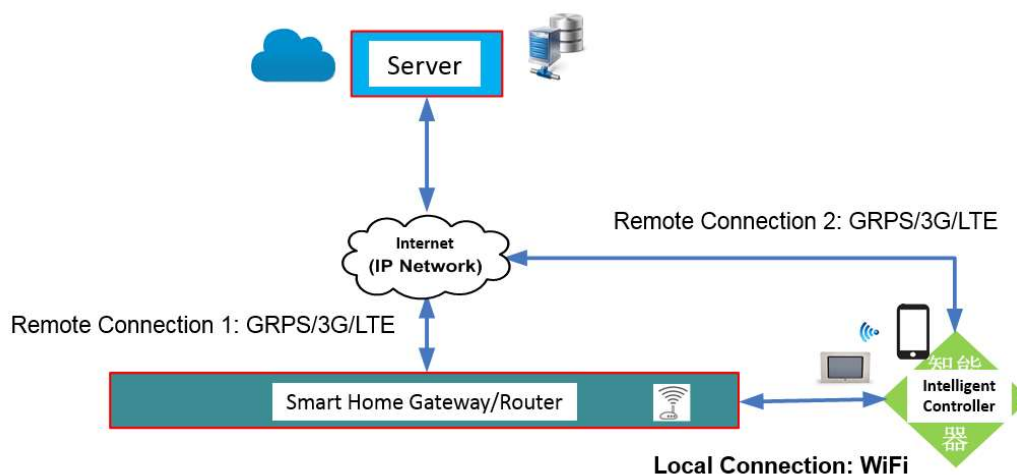 Server
Internet
(IP Network)
Remote Connection 2: GRPS/3G/LTE
Remote Connection 1: GRPS/3G/LTE
Smart Home Gateway/Router
智能
Intelligent
Controller
器
Local Connection: WiFi